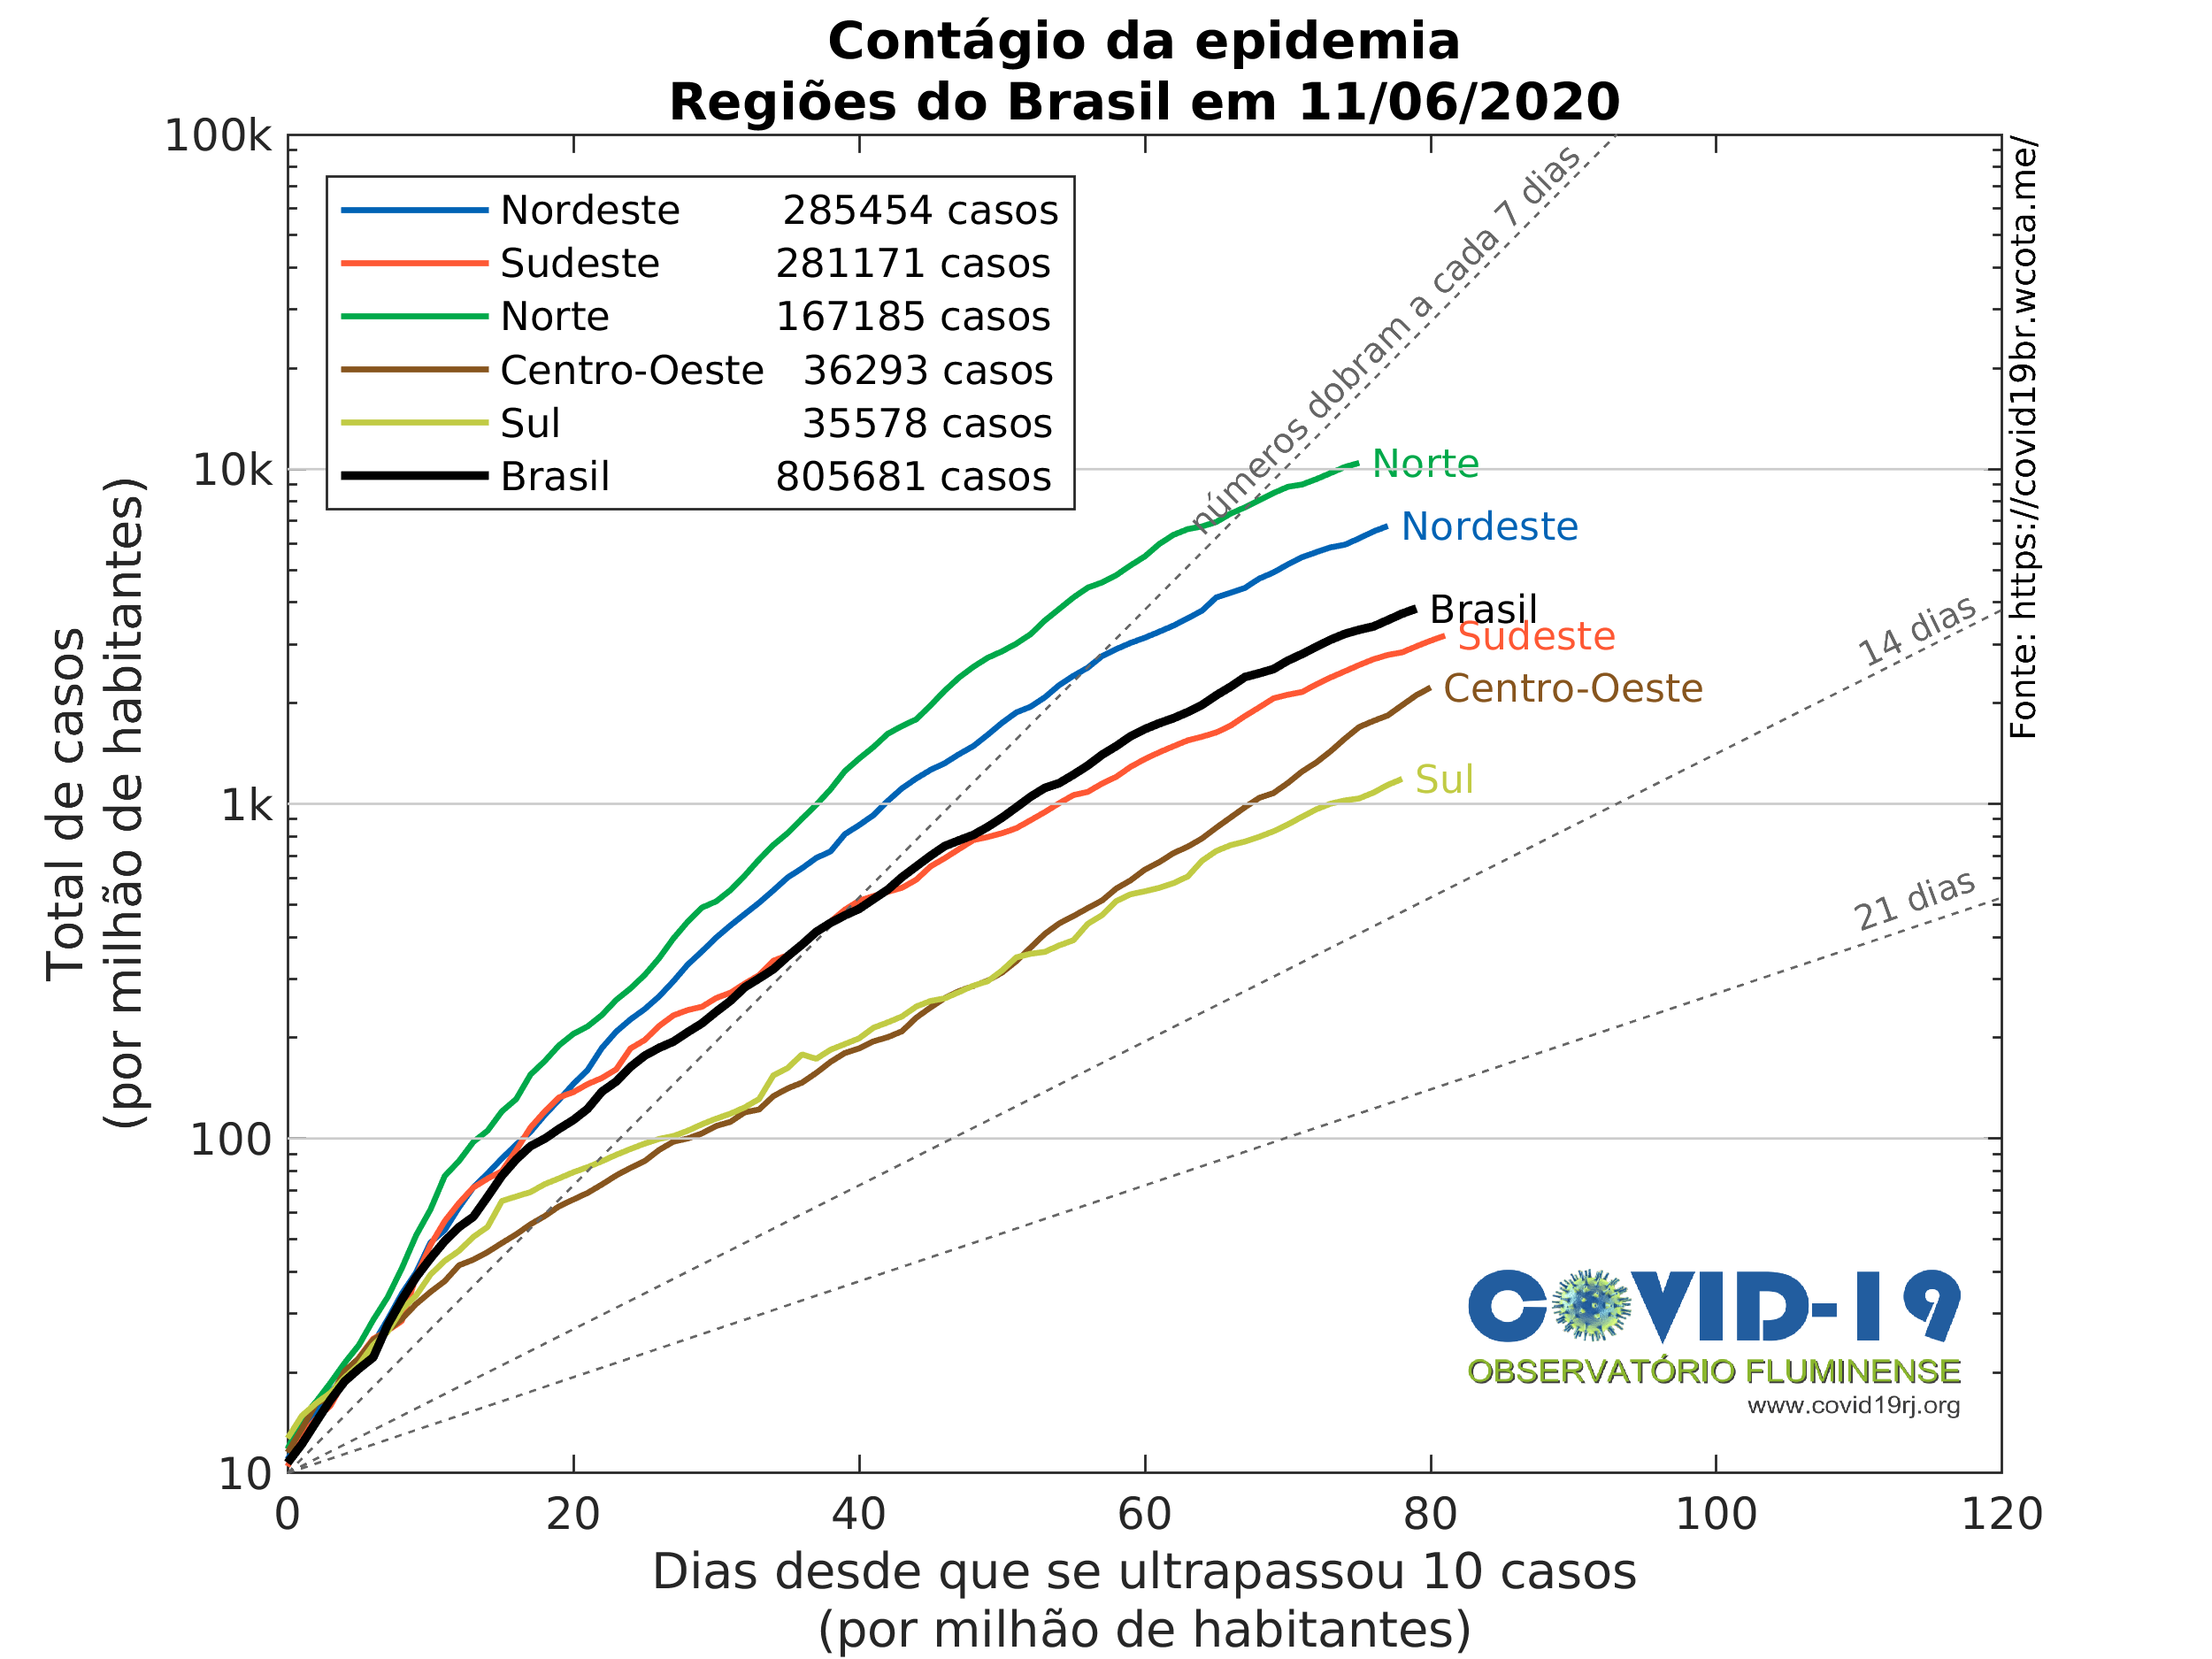 Contágio da epidemia
Regiões do Brasil em 11/06/2020
100k
10k
1k
100
10
Total de casos
(por milhão de habitantes)
Nordeste 285454 casos
Sudeste 281171 casos
Norte 167185 casos
Centro-Oeste 36293 casos
Sul 35578 casos
Brasil 805681 casos
números dobram a cada 7 dias
14 dias
21 dias
Norte
Nordeste
Brasil
Sudeste
Centro-Oeste
Sul
Fonte: https://covid19br.wcota.me/
COVID-19
OBSERVATÓRIO FLUMINENSE
www.covid19rj.org
0 20 40 60 80 100 120
Dias desde que se ultrapassou 10 casos
(por milhão de habitantes)